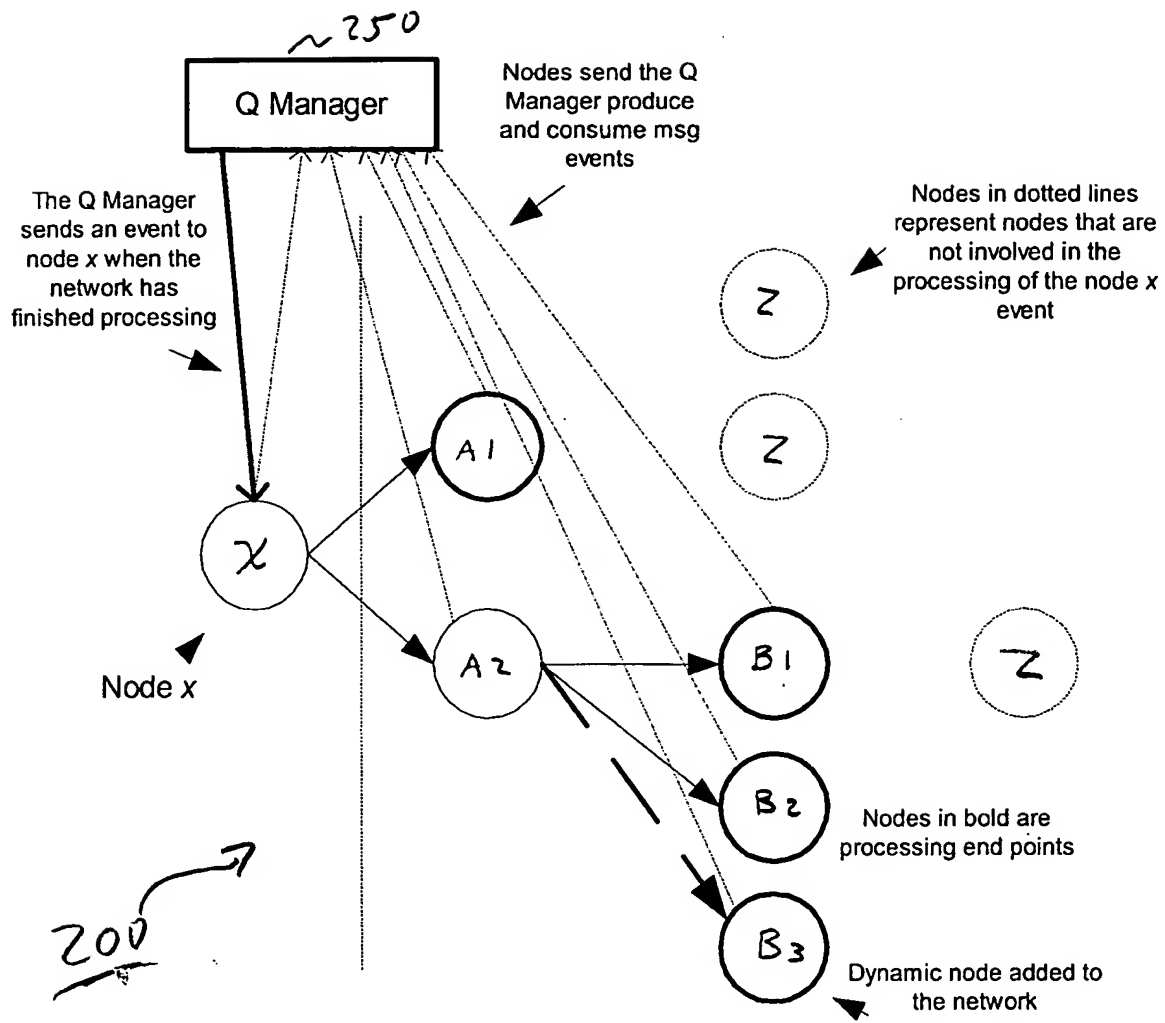 ~250
Q Manager
Nodes send the Q
Manager produce
and consume msg
events
The Q Manager
sends an event to
node x when the
network has
finished processing
Nodes in dotted lines
represent nodes that are
not involved in the
processing of the node x
event
Z
Z
A1
x
A2
B1
Z
Node x
B2
Nodes in bold are
processing end points
200
B3
Dynamic node added to
the network